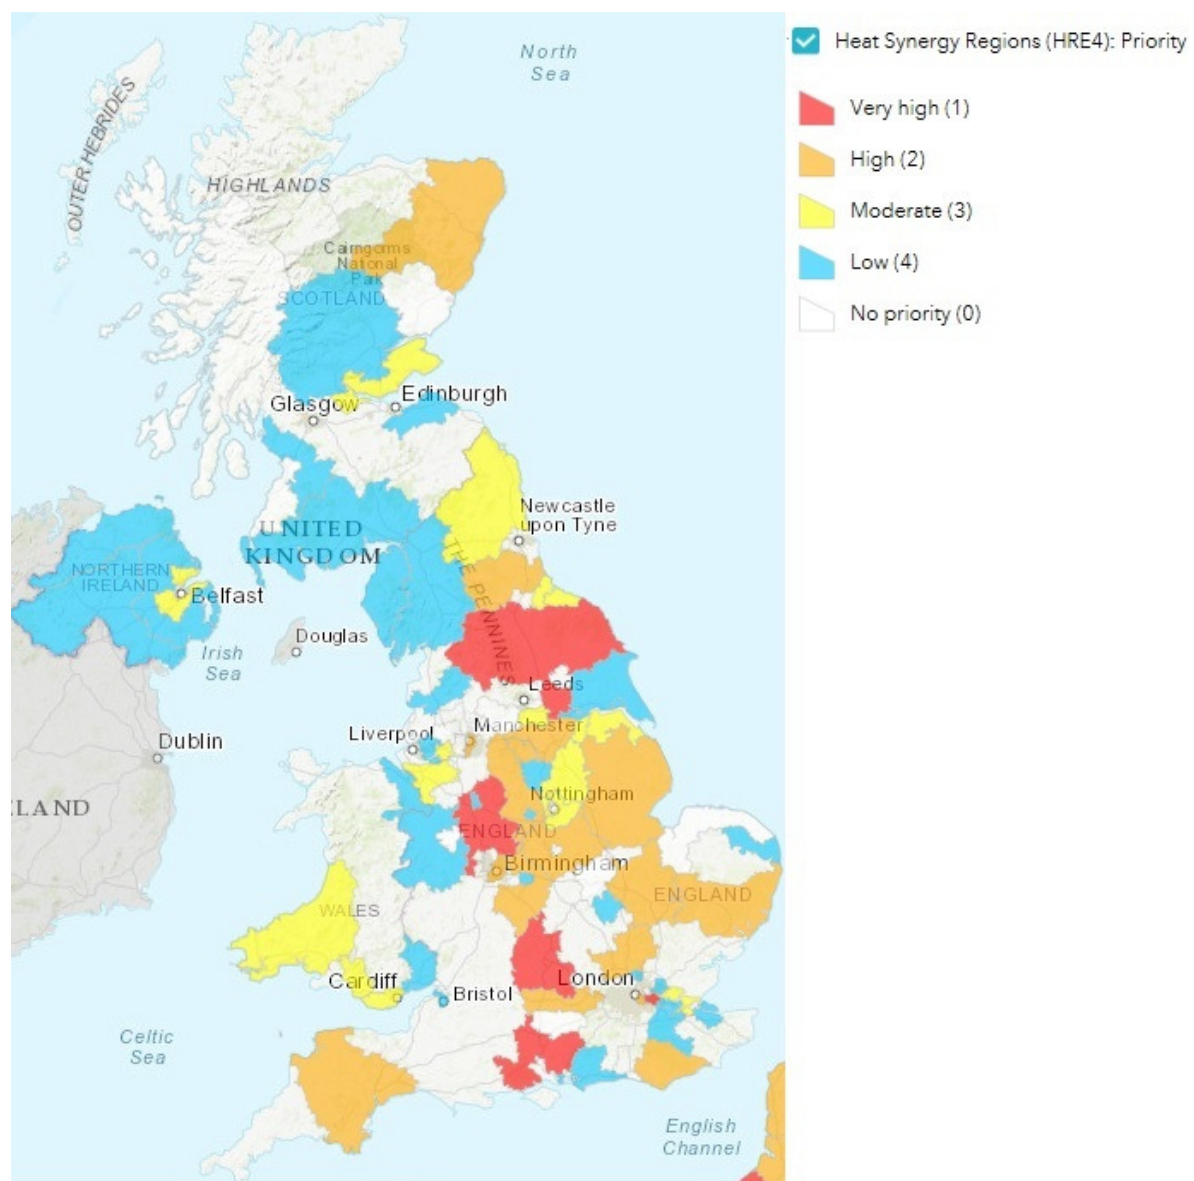 Heat Synergy Regions (HRE4): Priority
Very high (1)
High (2)
Moderate (3)
Low (4)
No priority (0)
North
Sea
OUTER HEBRIDES
HIGHLANDS
Cairngorms
National
Park
SCOTLAND
Glasgow
Edinburgh
Newcastle
upon Tyne
UNITED
KINGDOM
THE PENNINES
NORTHERN
IRELAND
Belfast
Douglas
Irish
Sea
Leeds
Manchester
Liverpool
Dublin
LAND
Nottingham
ENGLAND
Birmingham
ENGLAND
WALES
Cardiff
London
Bristol
Celtic
Sea
English
Channel